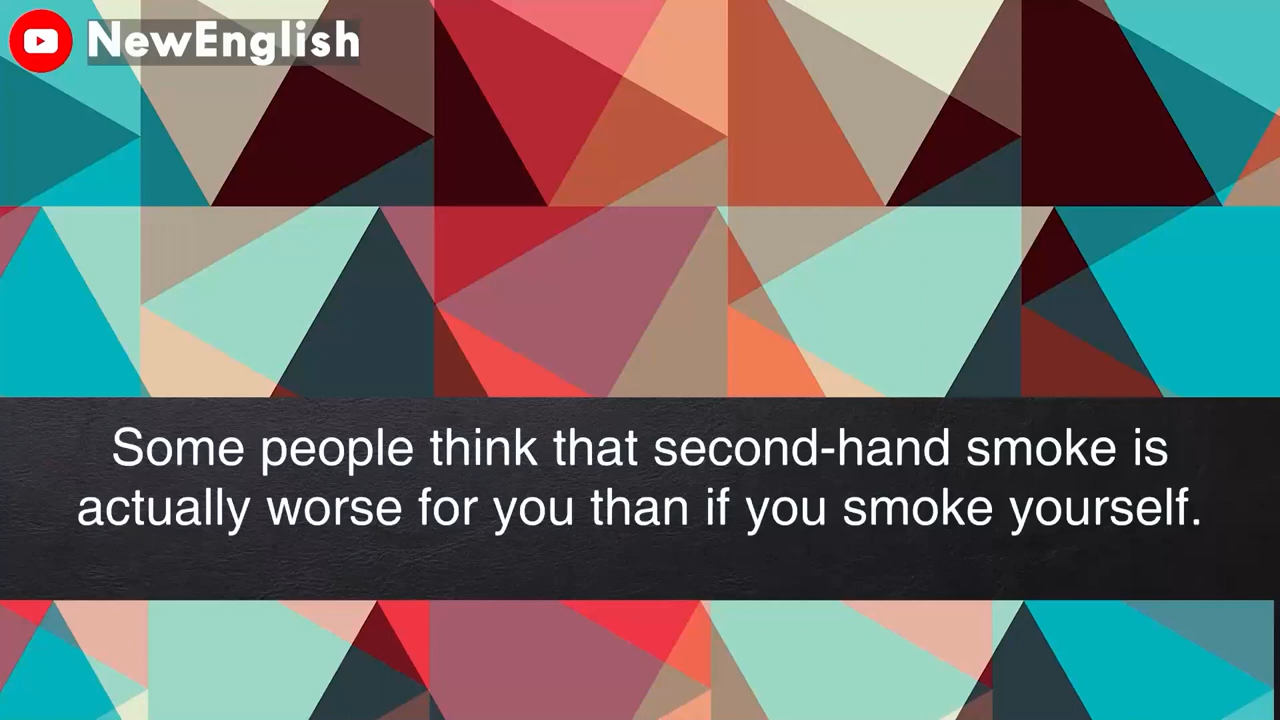 NewEnglish
Some people think that second-hand smoke is
actually worse for you than if you smoke yourself.